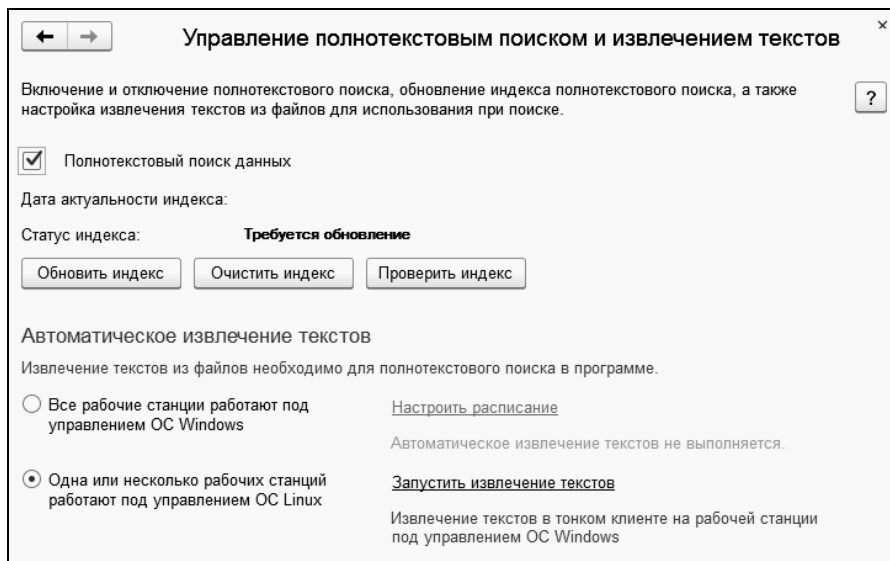 Управление полнотекстовым поиском и извлечением текстов
Включение и отключение полнотекстового поиска, обновление индекса полнотекстового поиска, а также
настройка извлечения текстов из файлов для использования при поиске.
?
Полнотекстовый поиск данных
Дата актуальности индекса:
Статус индекса: Требуется обновление
Обновить индекс Очистить индекс Проверить индекс
Автоматическое извлечение текстов
Извлечение текстов из файлов необходимо для полнотекстового поиска в программе.
Все рабочие станции работают под
управлением ОС Windows
Настроить расписание
Автоматическое извлечение текстов не выполняется.
Одна или несколько рабочих станций
работают под управлением ОС Linux
Запустить извлечение текстов
Извлечение текстов в тонком клиенте на рабочей станции
под управлением ОС Windows